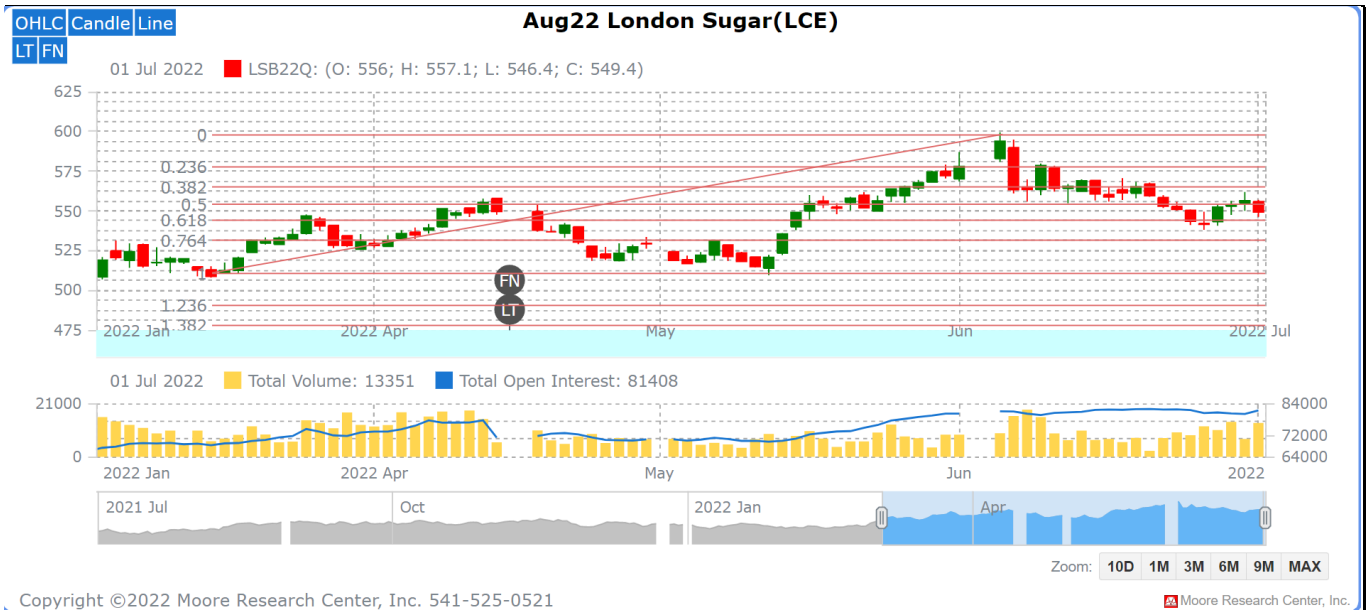 OHLC Candle Line
Aug22 London Sugar(LCE)
LT FN
01 Jul 2022 LSB22Q: (O: 556; H: 557.1; L: 546.4; C: 549.4)
625
600
0
0.236
575
0.382
550
0.5
0.618
0.764
525
1
FN
500
1.236
LT
1.382
475
2022 Jan 2022 Apr May Jun 2022 Jul
01 Jul 2022 Total Volume: 13351 Total Open Interest: 81408
21000 84000
72000
0 64000
2022 Jan 2022 Apr May Jun 2022
2021 Jul Oct 2022 Jan Apr
Zoom: 10D 1M 3M 6M 9M MAX
Copyright ©2022 Moore Research Center, Inc. 541-525-0521
Moore Research Center, Inc.